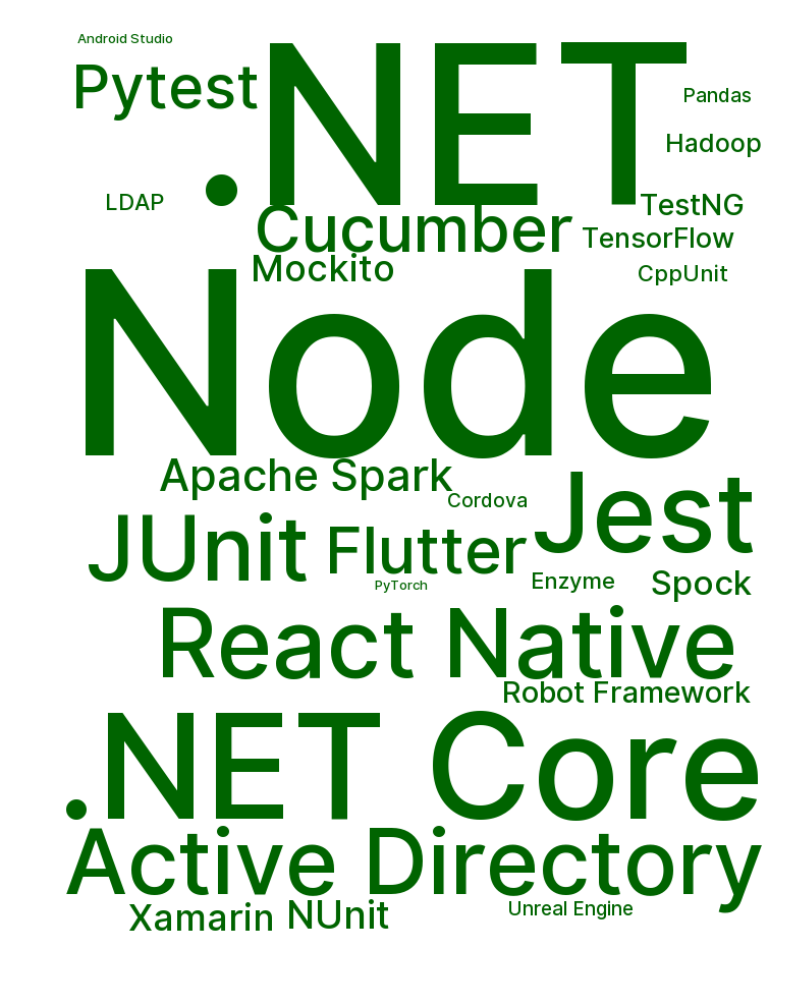 Android Studio
.NET
Pytest
Pandas
Hadoop
LDAP
TestNG
Cucumber
TensorFlow
Mockito
CppUnit
Node
Apache Spark
Cordova
Jest
JUnit
Flutter
PyTorch
Enzyme
Spock
React Native
Robot Framework
.NET Core
Active Directory
Xamarin
NUnit
Unreal Engine